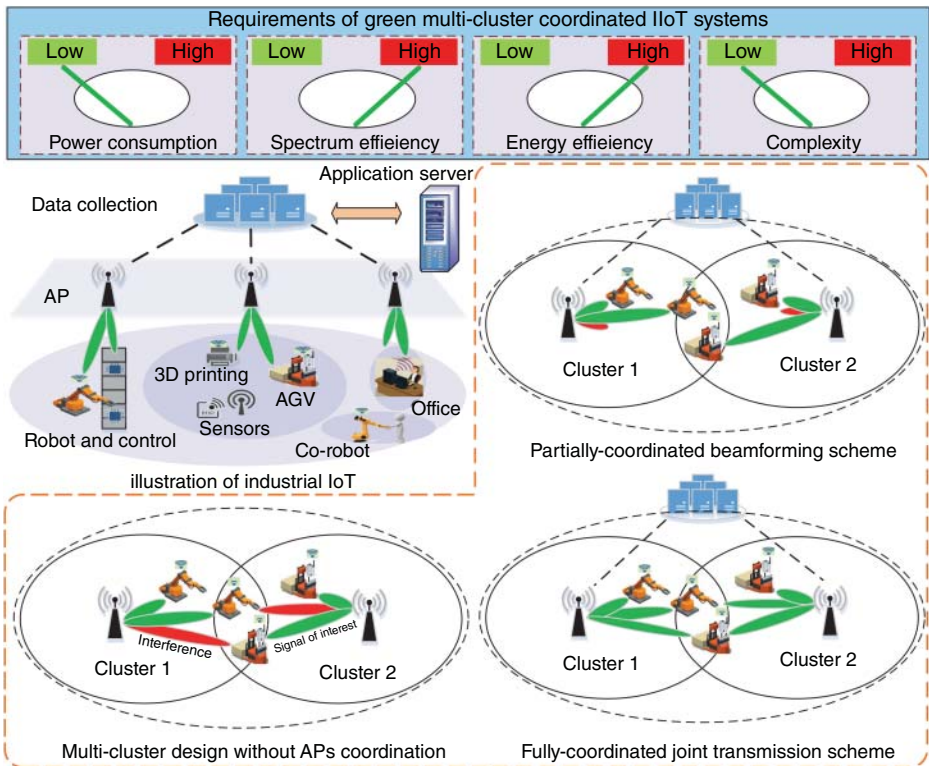 Requirements of green multi-cluster coordinated IIoT systems
Low High Low High Low High Low High
Power consumption Spectrum effieiency Energy effieiency Complexity
Application server
Data collection
AP
3D printing
AGV
Sensors
Office
Robot and control
Co-robot
illustration of industrial IoT
Cluster 1 Cluster 2
Partially-coordinated beamforming scheme
Interference
Signal of interest
Cluster 1 Cluster 2
Multi-cluster design without APs coordination
Cluster 1 Cluster 2
Fully-coordinated joint transmission scheme